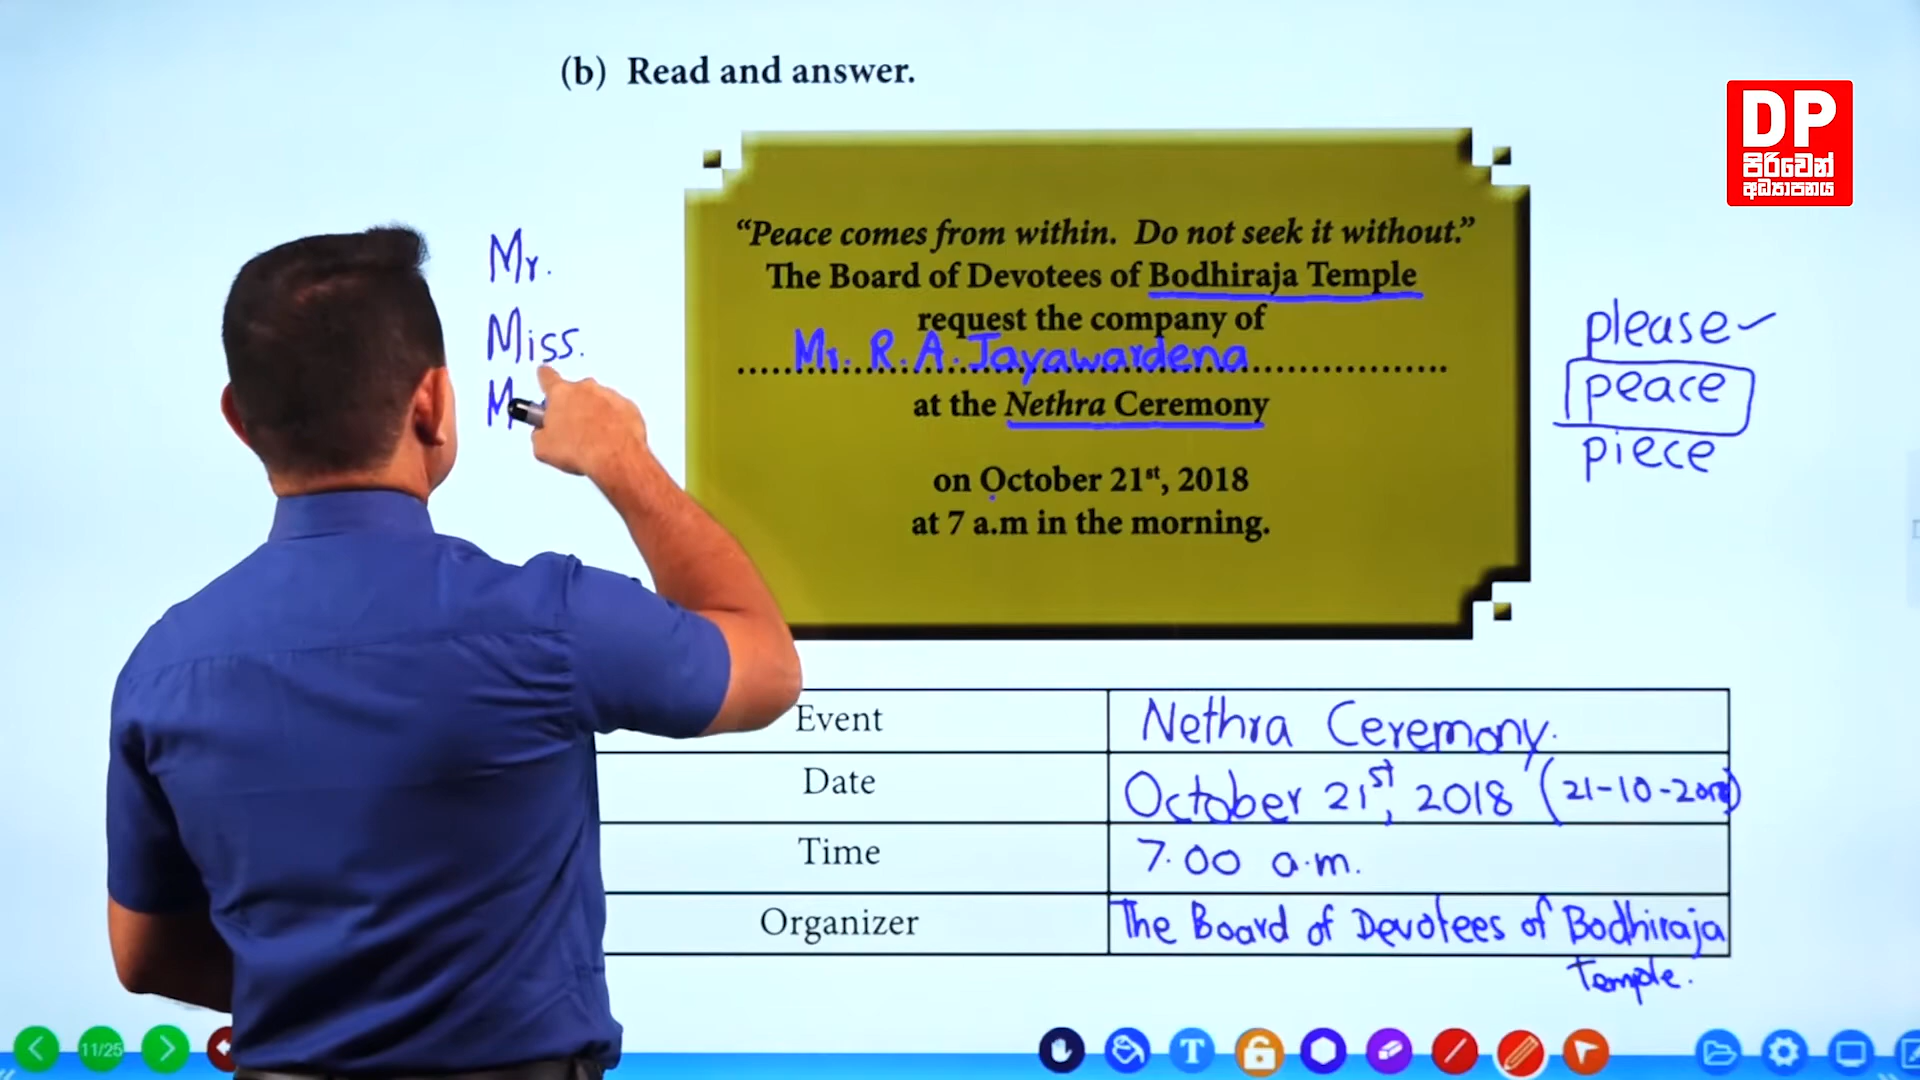 (b) Read and answer.
DP
පිරිවෙන්
අධ්‍යාපනය
“Peace comes from within. Do not seek it without.”
The Board of Devotees of Bodhiraja Temple
request the company of
Mr. R. A. Jayawardena
at the Nethra Ceremony
on October 21st, 2018
at 7 a.m in the morning.
Mr.
Miss.
please
peace
piece
Event Nethra Ceremony.
Date October 21st, 2018 (21-10-2018)
Time 7.00 a.m.
Organizer The Board of Devotees of Bodhiraja
Temple.
11/25
T